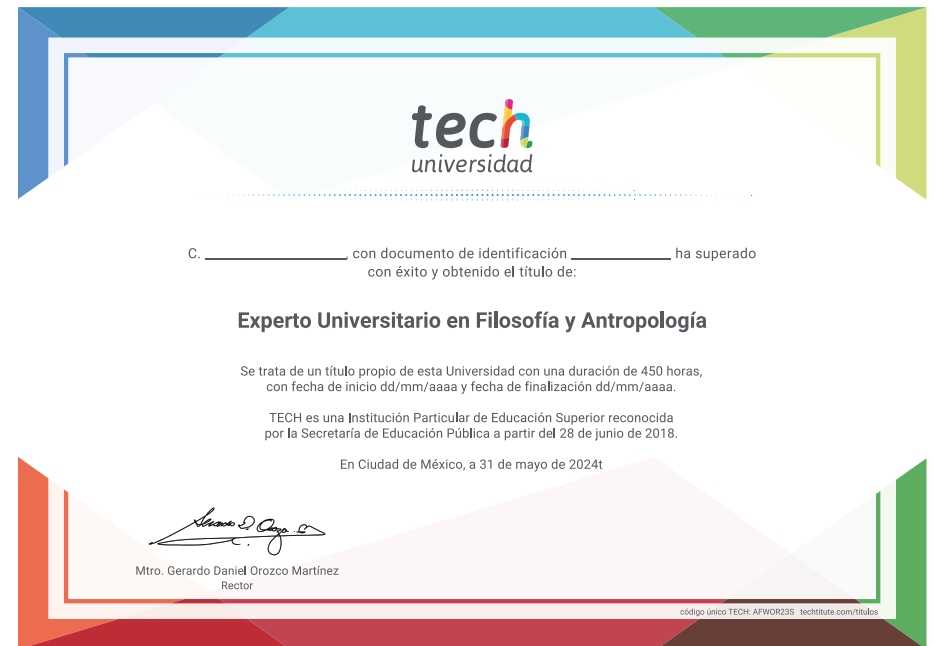 tech
universidad
C. ____________, con documento de identificación ____________ ha superado
con éxito y obtenido el título de:
Experto Universitario en Filosofía y Antropología
Se trata de un título propio de esta Universidad con una duración de 450 horas,
con fecha de inicio dd/mm/aaaa y fecha de finalización dd/mm/aaaa.
TECH es una Institución Particular de Educación Superior reconocida
por la Secretaría de Educación Pública a partir del 28 de junio de 2018.
En Ciudad de México, a 31 de mayo de 2024t
Mtro. Gerardo Daniel Orozco Martínez
Rector
código único TECH: AFWOR23S techtitute.com/titulos